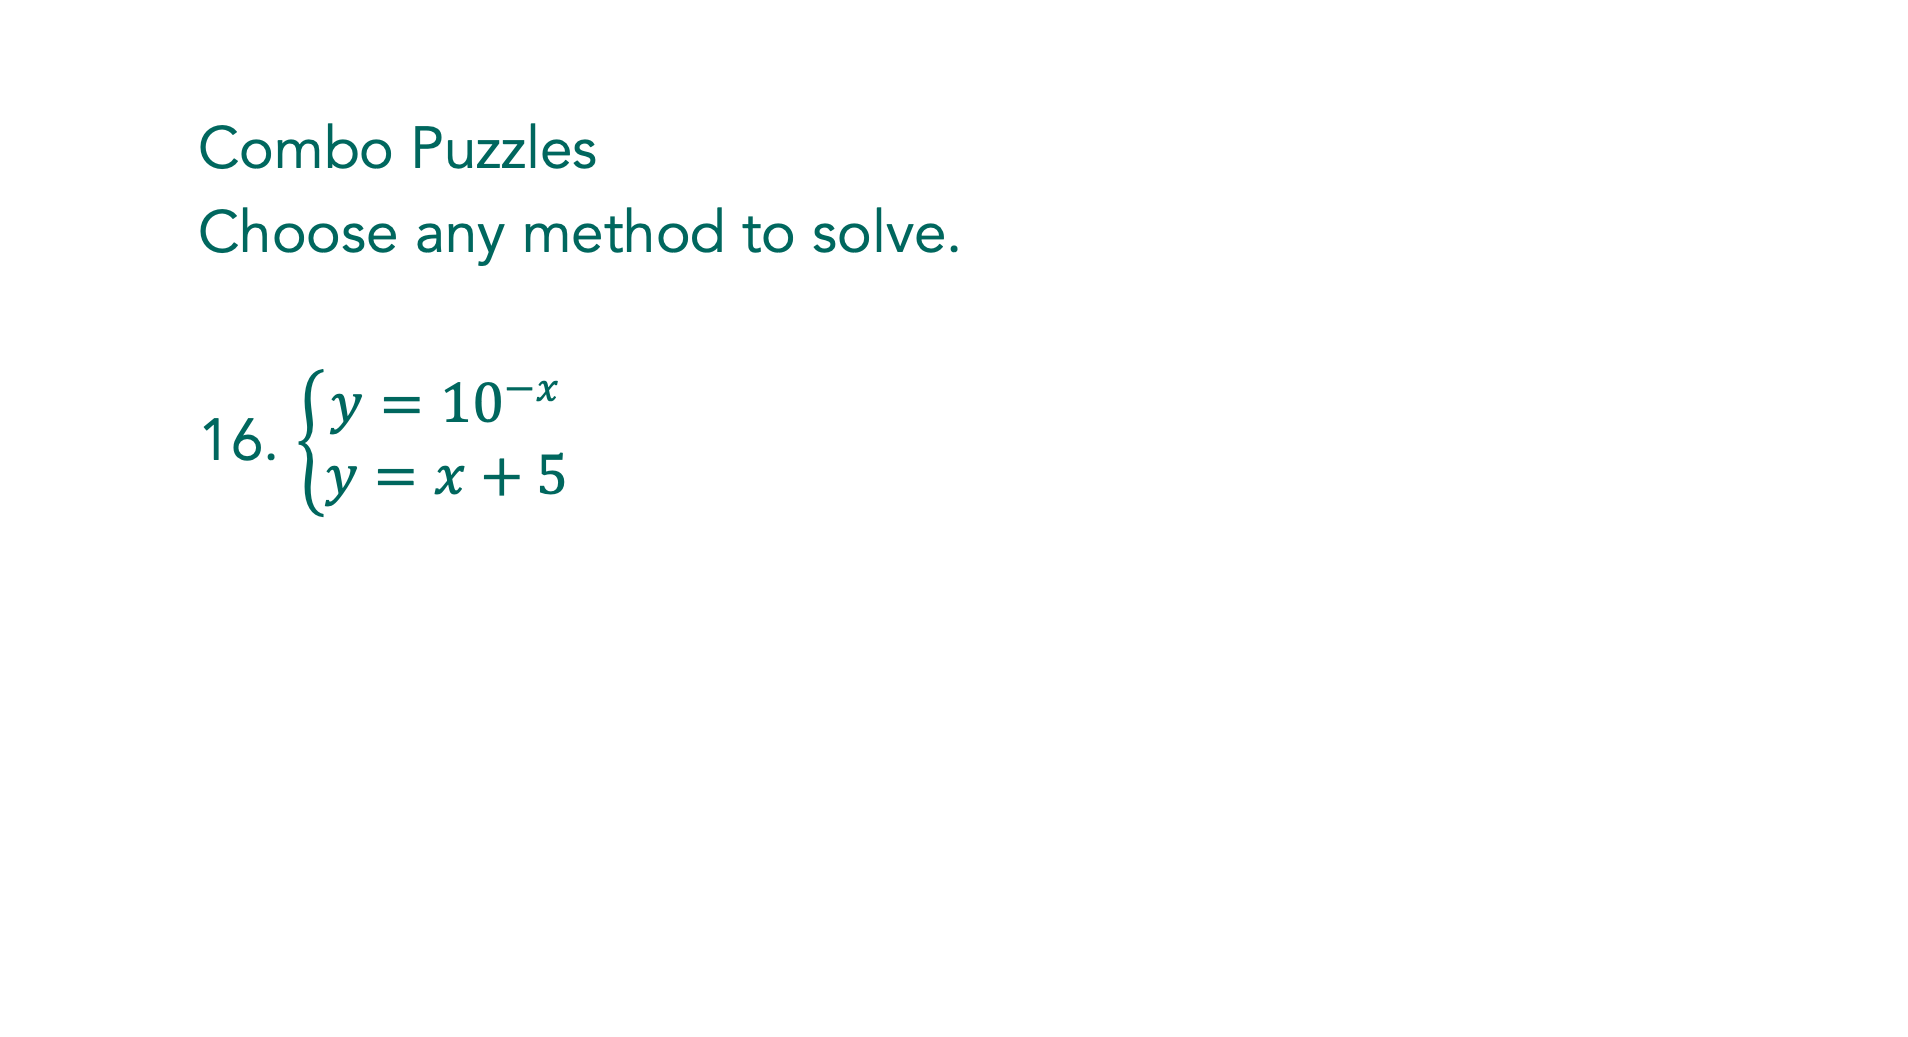 Combo Puzzles
Choose any method to solve.
16. { y = 10^{-x}
y = x + 5